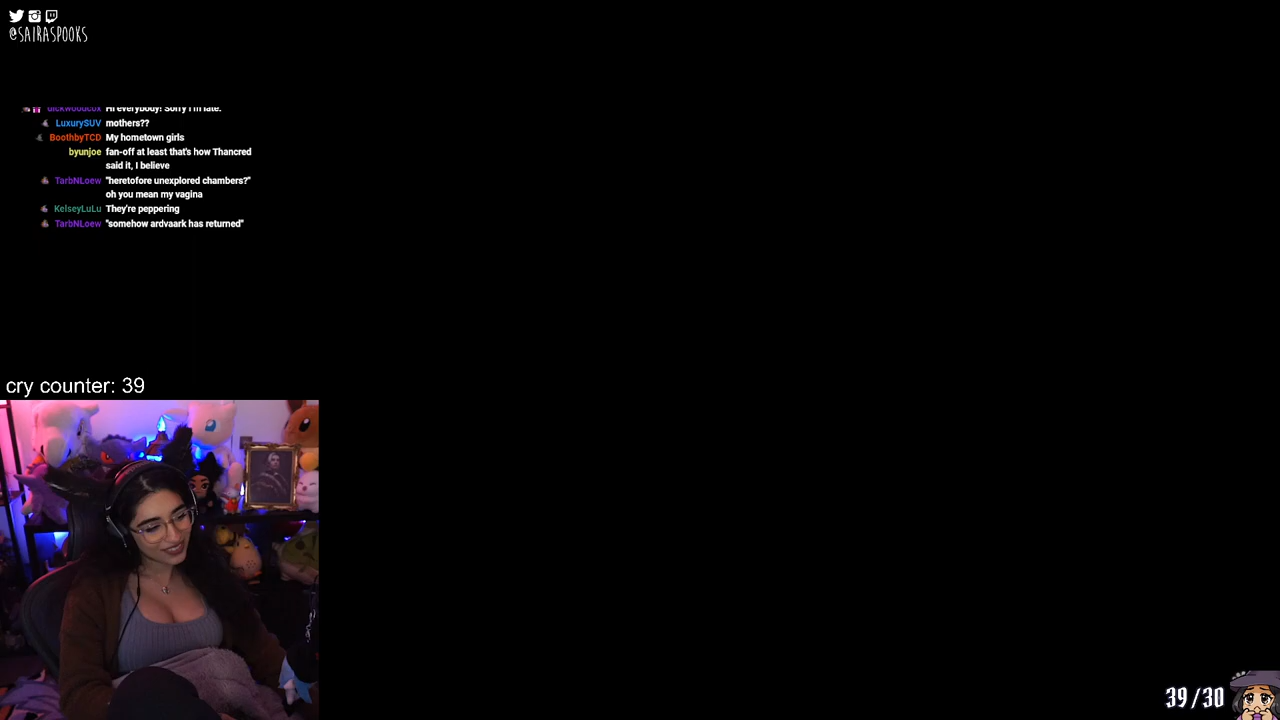 @SAIRASPOOKS
dickwoodcox Hi everybody! Sorry I'm late.
LuxurySUV mothers??
BoothbyTCD My hometown girls
byunjoe fan-off at least that's how Thancred
said it, I believe
TarbNLoew "heretofore unexplored chambers?"
oh you mean my vagina
KelseyLuLu They're peppering
TarbNLoew "somehow ardvaark has returned"
cry counter: 39
39/30